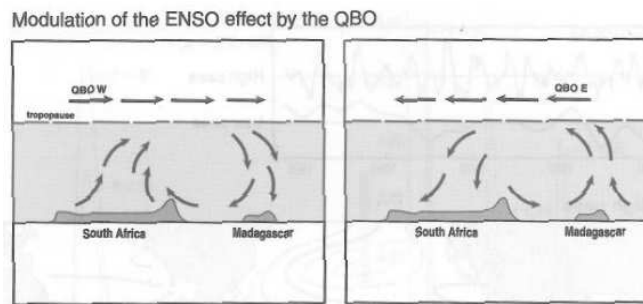 Modulation of the ENSO effect by the QBO
QBO W
tropopause
South Africa
Madagascar
QBO E
South Africa
Madagascar